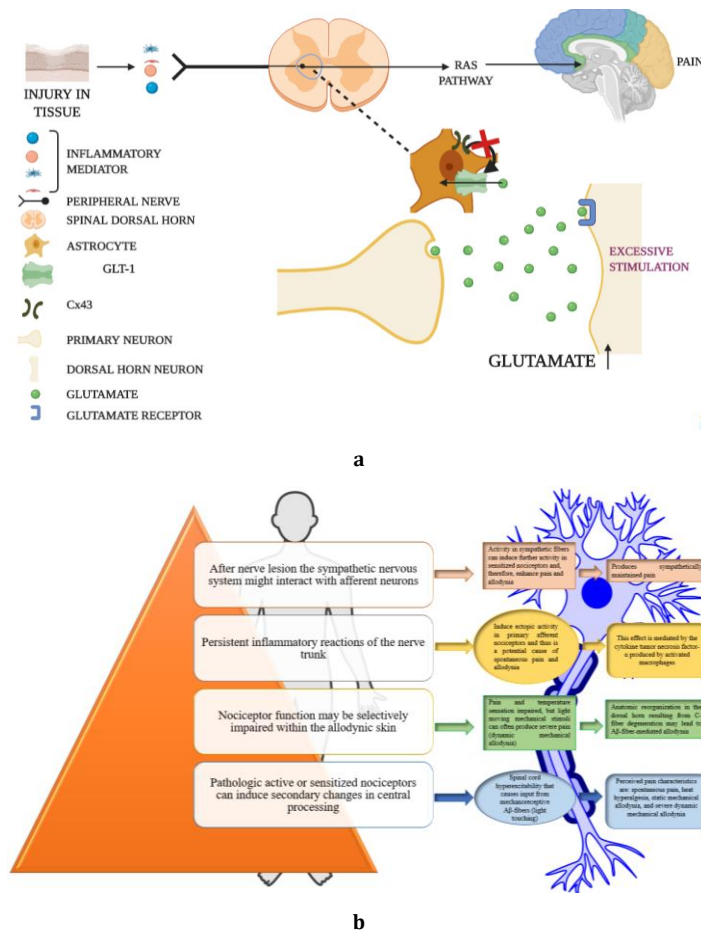 INJURY IN
TISSUE
RAS
PATHWAY
PAIN
INFLAMMATORY
MEDIATOR
PERIPHERAL NERVE
SPINAL DORSAL HORN
ASTROCYTE
GLT-1
Cx43
PRIMARY NEURON
DORSAL HORN NEURON
GLUTAMATE
GLUTAMATE RECEPTOR
EXCESSIVE
STIMULATION
GLUTAMATE
a
After nerve lesion the sympathetic nervous
system might interact with afferent neurons
Activity in sympathetic fibers
can induce further activity in
sensitized nociceptors and,
therefore, enhance pain and
allodynia
Produces sympathetically
maintained pain
Persistent inflammatory reactions of the nerve
trunk
Induce ectopic activity
in primary afferent
nociceptors and thus is
a potential cause of
spontaneous pain and
allodynia
This effect is mediated by the
cytokine tumor necrosis factor-
α produced by activated
macrophages
Nociceptor function may be selectively
impaired within the allodynic skin
Pain and temperature
sensation impaired, but light
moving mechanical stimuli
can often produce severe pain
(dynamic mechanical
allodynia)
Anatomic reorganization in the
dorsal horn resulting from C-
fiber degeneration may lead to
Aβ-fiber-mediated allodynia
Pathologic active or sensitized nociceptors
can induce secondary changes in central
processing
Spinal cord
hyperexcitability that
causes input from
mechanoreceptive
Aβ-fibers (light
touching)
Perceived pain characteristics
are: spontaneous pain, heat
hyperalgesia, static mechanical
allodynia, and severe dynamic
mechanical allodynia
b